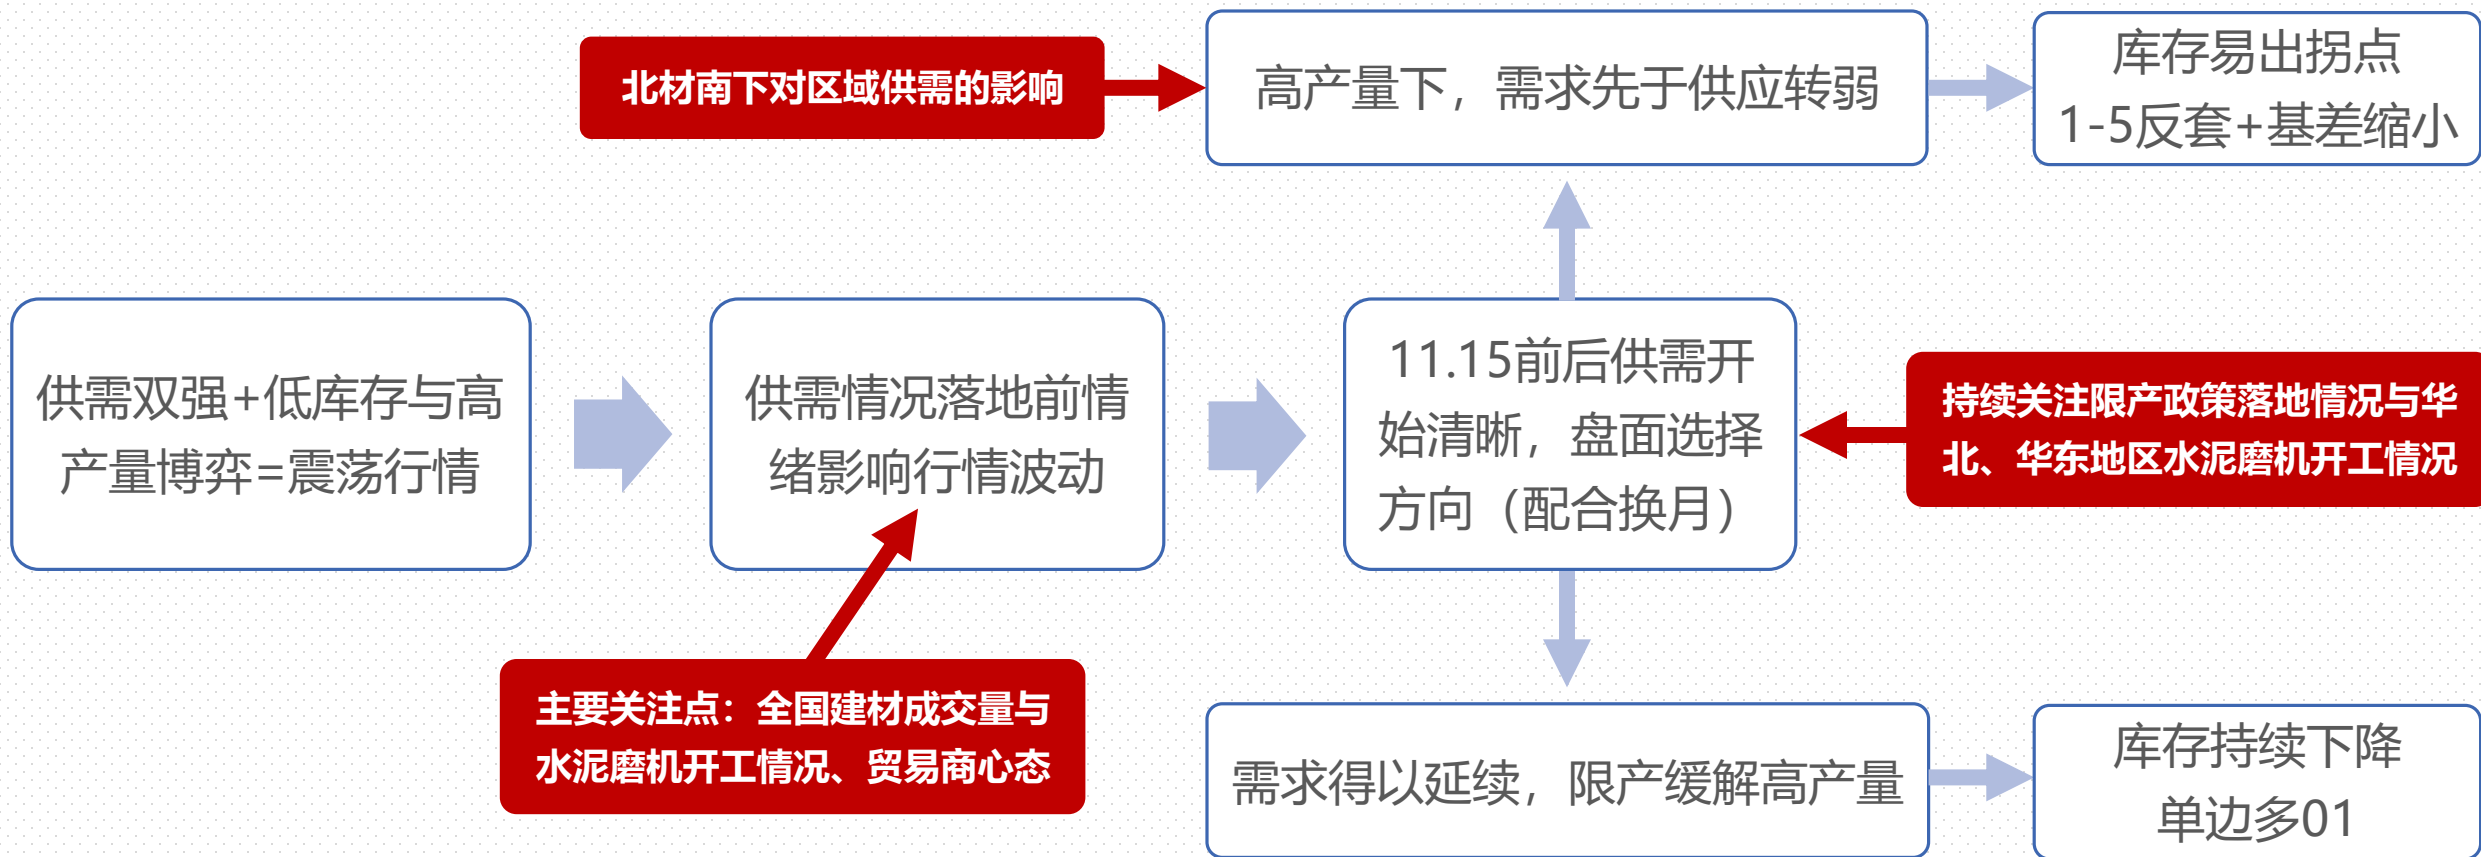 北材南下对区域供需的影响
高产量下，需求先于供应转弱
库存易出拐点
1-5反套+基差缩小
供需双强+低库存与高
产量博弈=震荡行情
供需情况落地前情
绪影响行情波动
11.15前后供需开
始清晰，盘面选择
方向（配合换月）
持续关注限产政策落地情况与华
北、华东地区水泥磨机开工情况
主要关注点：全国建材成交量与
水泥磨机开工情况、贸易商心态
需求得以延续，限产缓解高产量
库存持续下降
单边多01